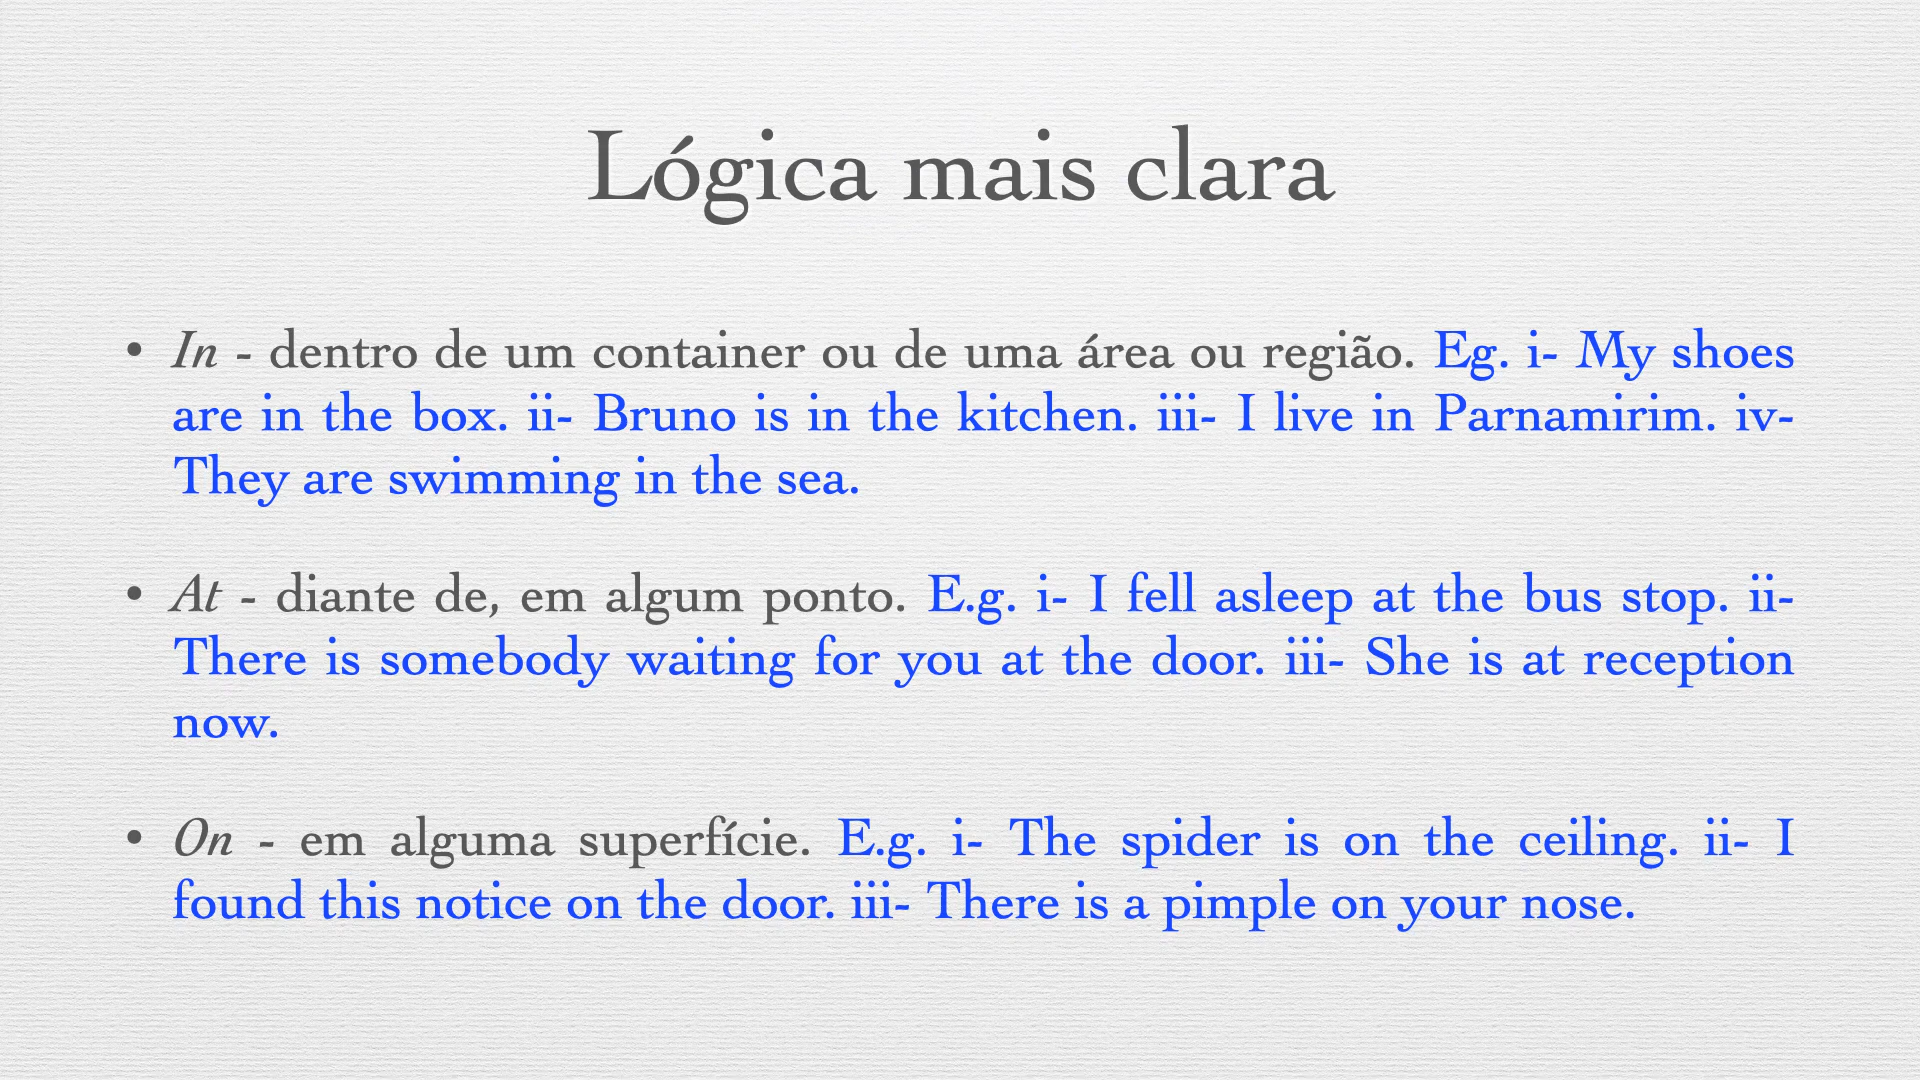 Lógica mais clara
• In - dentro de um container ou de uma área ou região. Eg. i- My shoes
are in the box. ii- Bruno is in the kitchen. iii- I live in Parnamirim. iv-
They are swimming in the sea.
• At - diante de, em algum ponto. E.g. i- I fell asleep at the bus stop. ii-
There is somebody waiting for you at the door. iii- She is at reception
now.
• On - em alguma superfície. E.g. i- The spider is on the ceiling. ii- I
found this notice on the door. iii- There is a pimple on your nose.